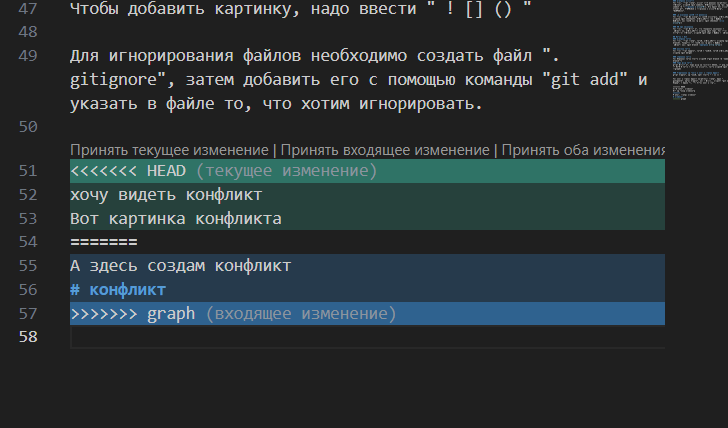 47 Чтобы добавить картинку, надо ввести " ! [] () "
48
49 Для игнорирования файлов необходимо создать файл ".
gitignore", затем добавить его с помощью команды "git add" и
указать в файле то, что хотим игнорировать.
50
Принять текущее изменение | Принять входящее изменение | Принять оба изменения
51 <<<<<<< HEAD (текущее изменение)
52 хочу видеть конфликт
53 Вот картинка конфликта
54 =======
55 А здесь создам конфликт
56 # конфликт
57 >>>>>>> graph (входящее изменение)
58